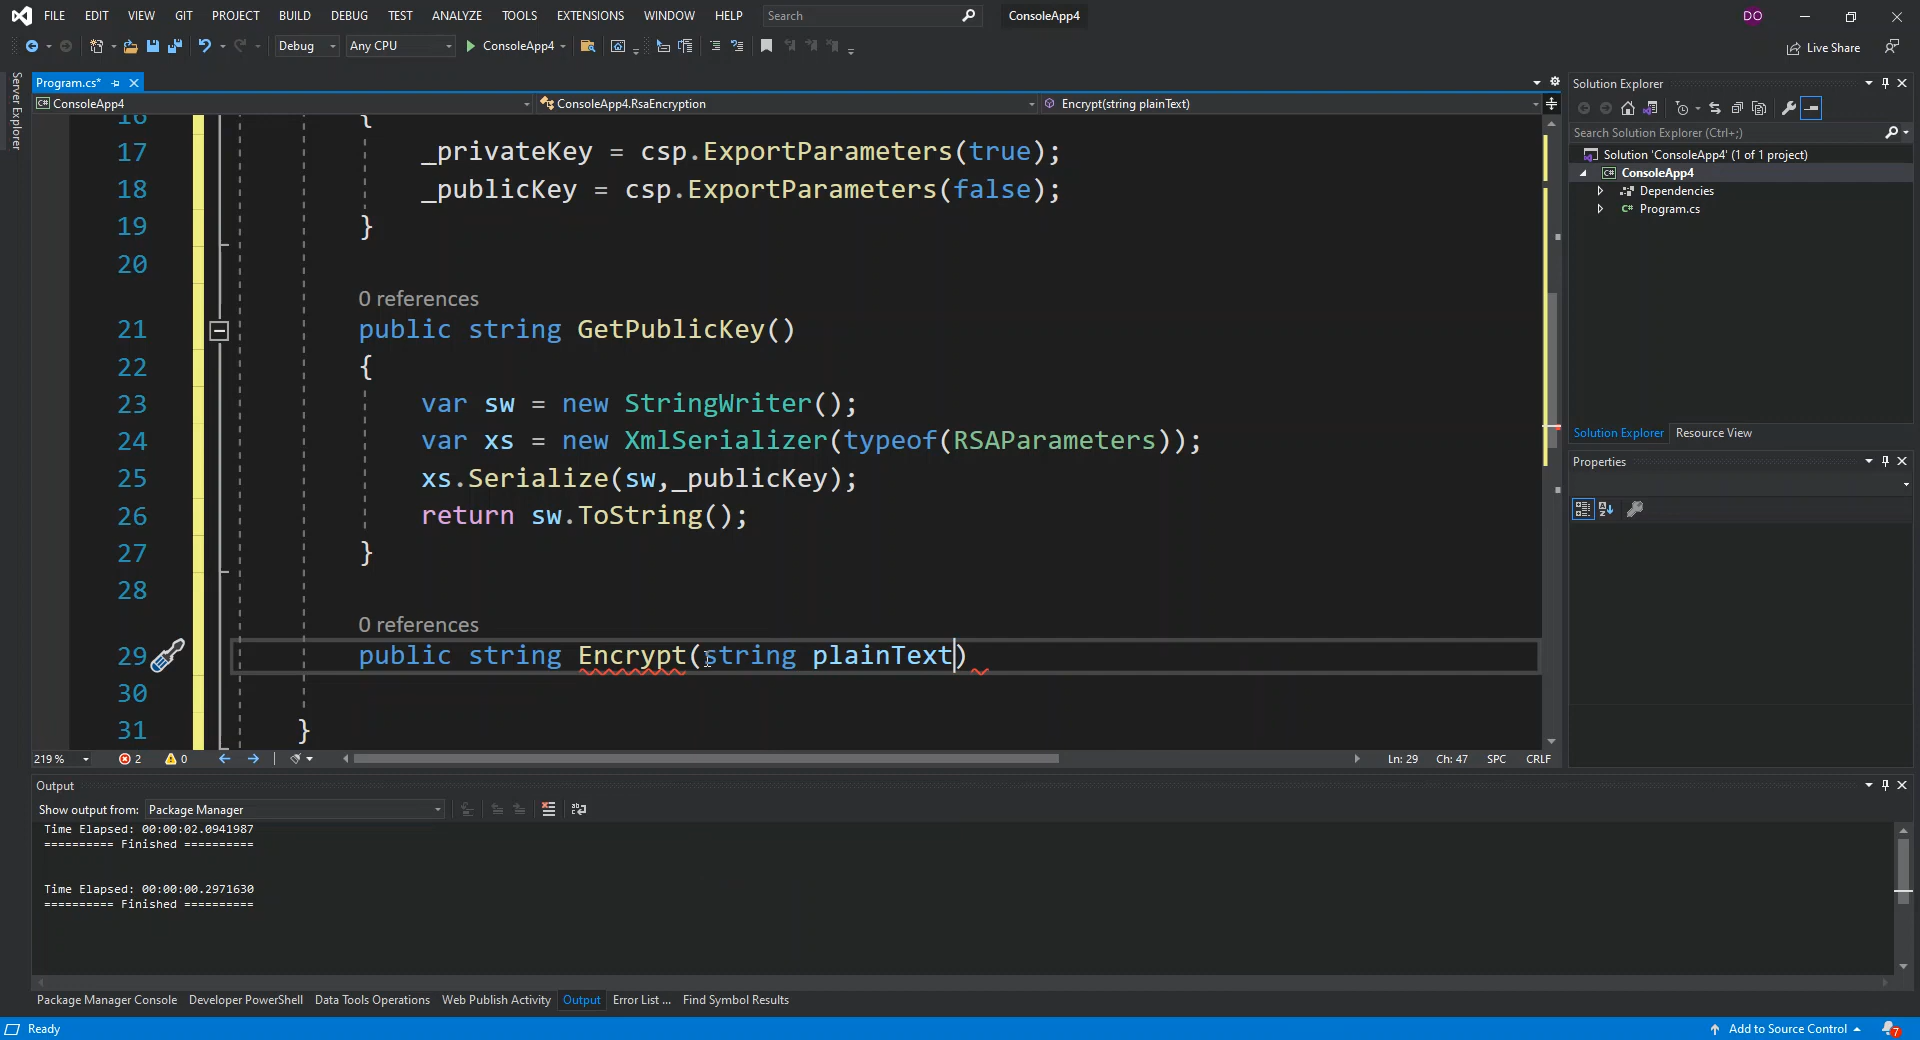 FILE EDIT VIEW GIT PROJECT BUILD DEBUG TEST ANALYZE TOOLS EXTENSIONS WINDOW HELP Search ConsoleApp4 DO
Debug Any CPU ConsoleApp4 Live Share
Server Explorer
Program.cs*
ConsoleApp4 ConsoleApp4.RsaEncryption Encrypt(string plainText)
16 {
17 _privateKey = csp.ExportParameters(true);
18 _publicKey = csp.ExportParameters(false);
19 }
20
0 references
21 public string GetPublicKey()
22 {
23 var sw = new StringWriter();
24 var xs = new XmlSerializer(typeof(RSAParameters));
25 xs.Serialize(sw,_publicKey);
26 return sw.ToString();
27 }
28
0 references
29 public string Encrypt(string plainText)
30
31 }
219 % 2 0 Ln: 29 Ch: 47 SPC CRLF
Solution Explorer
Search Solution Explorer (Ctrl+;)
Solution 'ConsoleApp4' (1 of 1 project)
ConsoleApp4
Dependencies
C# Program.cs
Solution Explorer Resource View
Properties
Output
Show output from: Package Manager
Time Elapsed: 00:00:02.0941987
========== Finished ==========
Time Elapsed: 00:00:00.2971630
========== Finished ==========
Package Manager Console Developer PowerShell Data Tools Operations Web Publish Activity Output Error List ... Find Symbol Results
Ready Add to Source Control 7